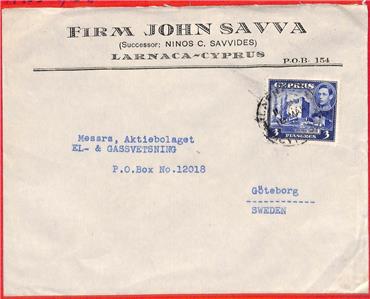 FIRM JOHN SAVVA
(Successor: NINOS C. SAVVIDES)
LARNACA-CYPRUS
P.O.B. 154
CYPRUS
3 PIASTRES 3
Messrs, Aktiebolaget
EL- & GASSVETSNING
P.O.Box No.12018
Göteborg
SWEDEN